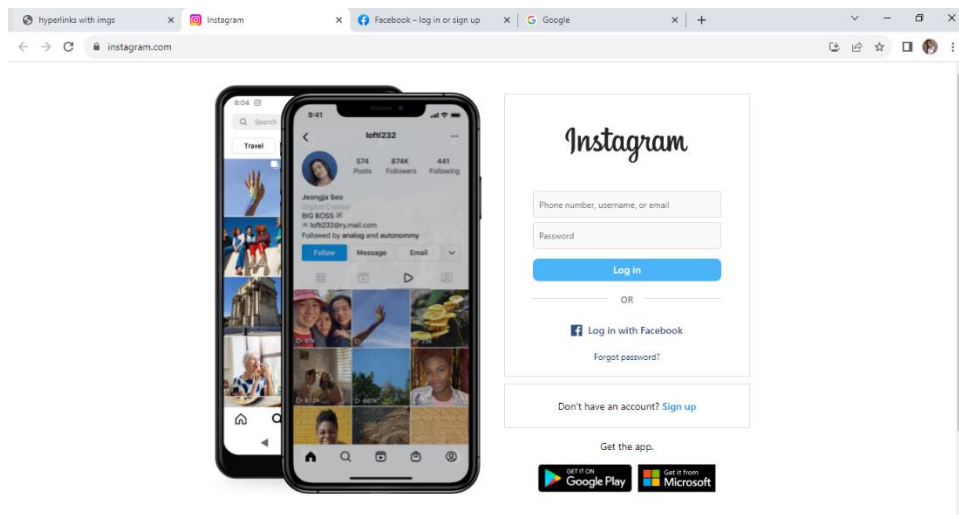 hyperlinks with imgs
Instagram
Facebook – log in or sign up
Google
instagram.com
8:04
Search
Travel
9:41
lofti232
574 874K 441
Posts Followers Following
Jeongja Seo
Digital Creator
BIG BOSS
lofti232@ry.mail.com
Followed by analog and autonommy
Follow Message Email
Instagram
Phone number, username, or email
Password
Log in
OR
Log in with Facebook
Forgot password?
Don't have an account? Sign up
Get the app.
GET IT ON
Google Play
Get it from
Microsoft